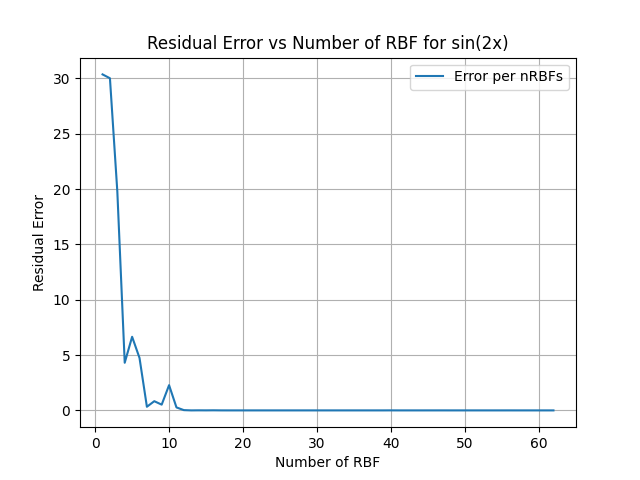 Residual Error vs Number of RBF for sin(2x)
Error per nRBFs
30
25
20
15
10
5
0
Residual Error
0 10 20 30 40 50 60
Number of RBF